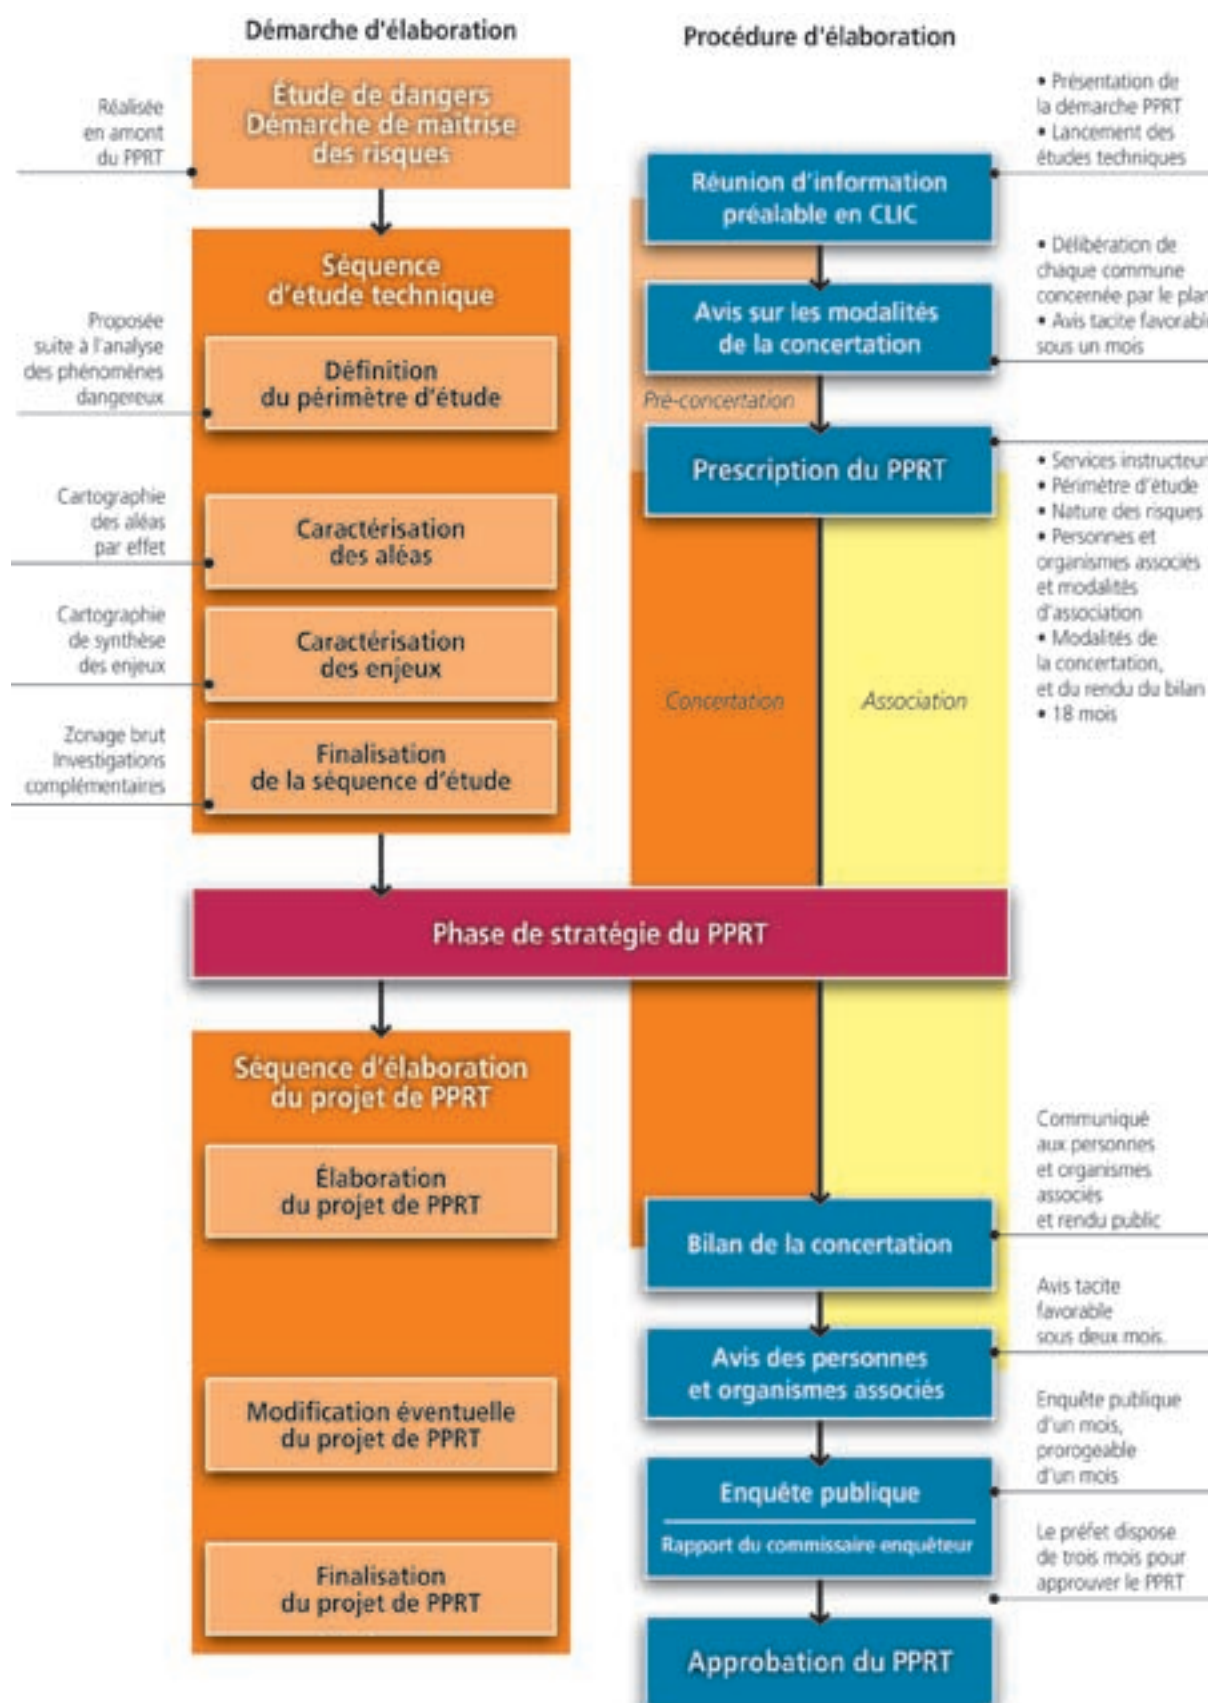 Démarche d'élaboration
Étude de dangers
Démarche de maîtrise
des risques
Réalisée
en amont
du PPRT
Séquence
d'étude technique
Proposée
suite à l'analyse
des phénomènes
dangereux
Définition
du périmètre d'étude
Cartographie
des aléas
par effet
Caractérisation
des aléas
Cartographie
de synthèse
des enjeux
Caractérisation
des enjeux
Zonage brut
Investigations
complémentaires
Finalisation
de la séquence d'étude
Procédure d'élaboration
Réunion d'information
préalable en CLIC
• Présentation de
la démarche PPRT
• Lancement des
études techniques
Avis sur les modalités
de la concertation
• Délibération de
chaque commune
concernée par le plan
• Avis tacite favorable
sous un mois
Pré-concertation
Prescription du PPRT
• Services instructeur
• Périmètre d'étude
• Nature des risques
• Personnes et
organismes associés
et modalités
d'association
• Modalités de
la concertation,
et du rendu du bilan
• 18 mois
Concertation
Association
Phase de stratégie du PPRT
Séquence d'élaboration
du projet de PPRT
Élaboration
du projet de PPRT
Modification éventuelle
du projet de PPRT
Finalisation
du projet de PPRT
Bilan de la concertation
Communiqué
aux personnes
et organismes
associés
et rendu public
Avis des personnes
et organismes associés
Avis tacite
favorable
sous deux mois.
Enquête publique
Rapport du commissaire enquêteur
Enquête publique
d'un mois,
prorogeable
d'un mois
Le préfet dispose
de trois mois pour
approuver le PPRT
Approbation du PPRT